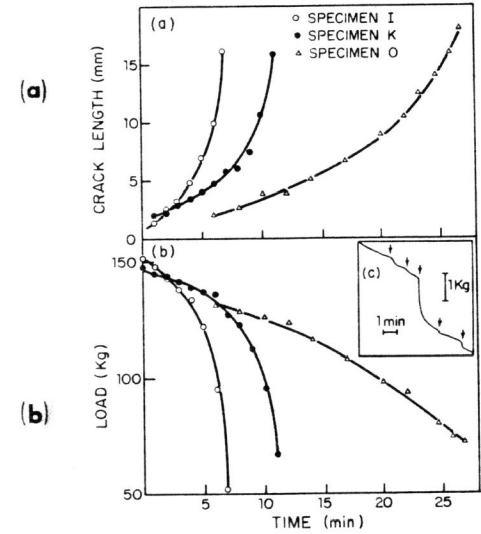 (a)
(a)
○ SPECIMEN I
● SPECIMEN K
△ SPECIMEN O
CRACK LENGTH (mm)
15
10
5
0
(b)
(b)
150
100
50
LOAD (Kg)
(c)
1Kg
1min
5
10
15
20
25
TIME (min)